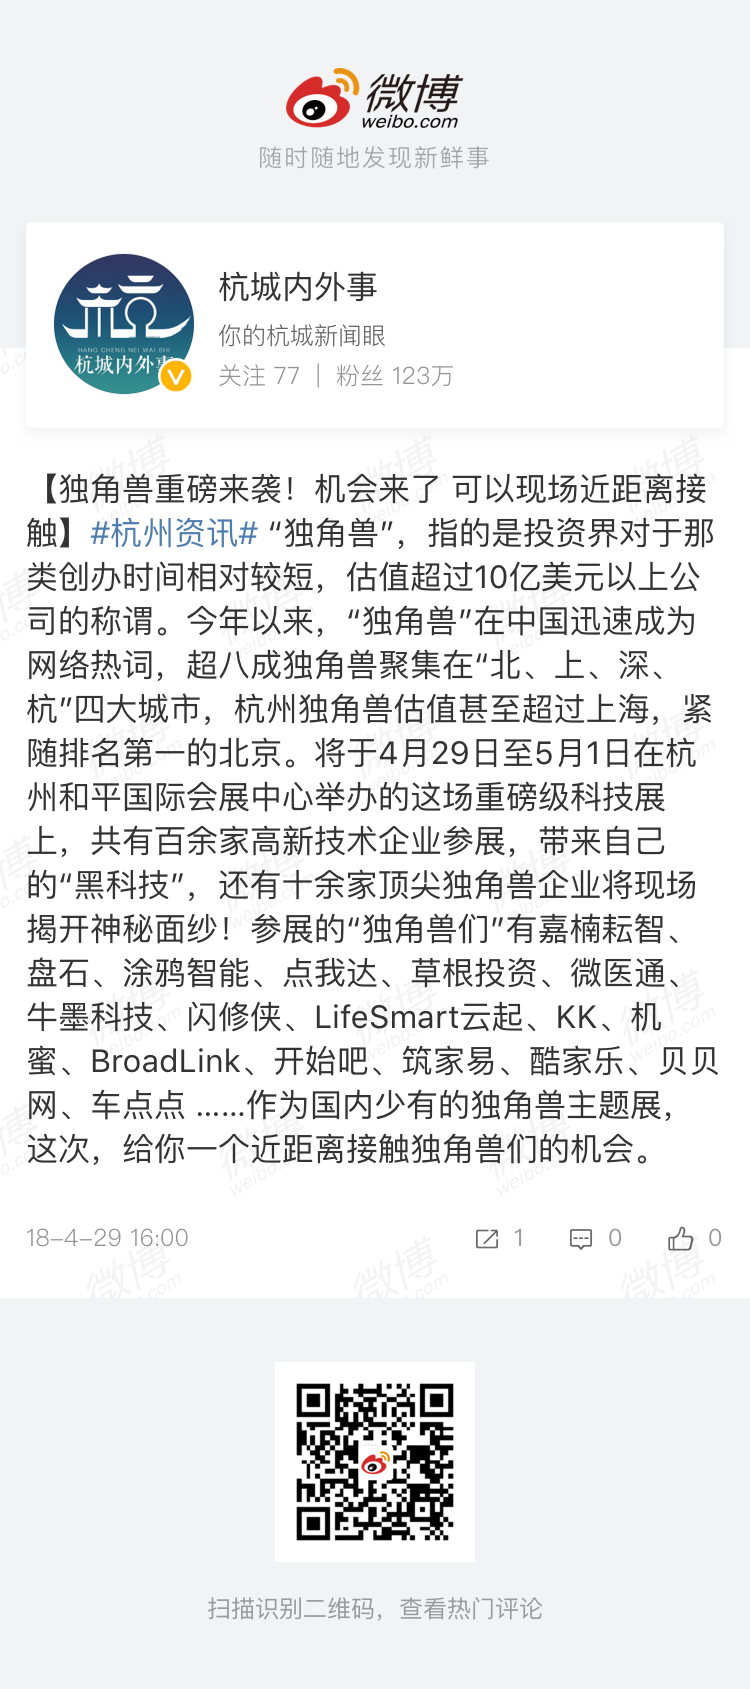 微博
weibo.com
随时随地发现新鲜事
杭城内外事
你的杭城新闻眼
关注 77 | 粉丝 123万
HANG CHENG NEI WAI SHI
杭城内外事
【独角兽重磅来袭！机会来了 可以现场近距离接
触】#杭州资讯# “独角兽”，指的是投资界对于那
类创办时间相对较短，估值超过10亿美元以上公
司的称谓。今年以来，“独角兽”在中国迅速成为
网络热词，超八成独角兽聚集在“北、上、深、
杭”四大城市，杭州独角兽估值甚至超过上海，紧
随排名第一的北京。将于4月29日至5月1日在杭
州和平国际会展中心举办的这场重磅级科技展
上，共有百余家高新技术企业参展，带来自己
的“黑科技”，还有十余家顶尖独角兽企业将现场
揭开神秘面纱！参展的“独角兽们”有嘉楠耘智、
盘石、涂鸦智能、点我达、草根投资、微医通、
牛墨科技、闪修侠、LifeSmart云起、KK、机
蜜、BroadLink、开始吧、筑家易、酷家乐、贝贝
网、车点点 ......作为国内少有的独角兽主题展，
这次，给你一个近距离接触独角兽们的机会。
18-4-29 16:00
1
0
0
扫描识别二维码，查看热门评论